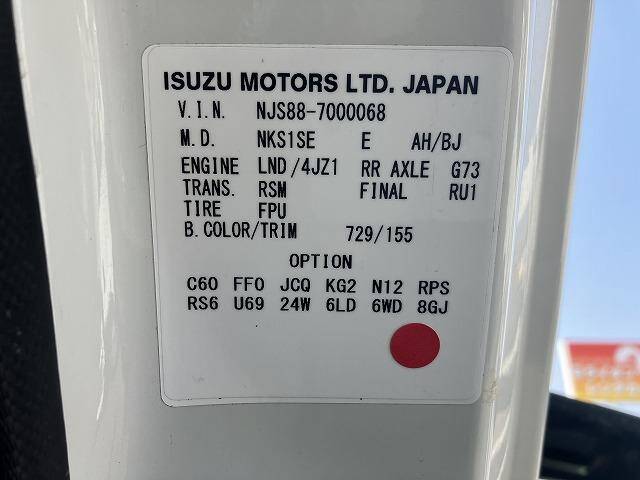 ISUZU MOTORS LTD. JAPAN
V.I.N. NJS88-7000068
M.D. NKS1SE E AH/BJ
ENGINE LND/4JZ1 RR AXLE G73
TRANS. RSM FINAL RU1
TIRE FPU
B.COLOR/TRIM 729/155
OPTION
C60 FF0 JCQ KG2 N12 RPS
RS6 U69 24W 6LD 6WD 8GJ